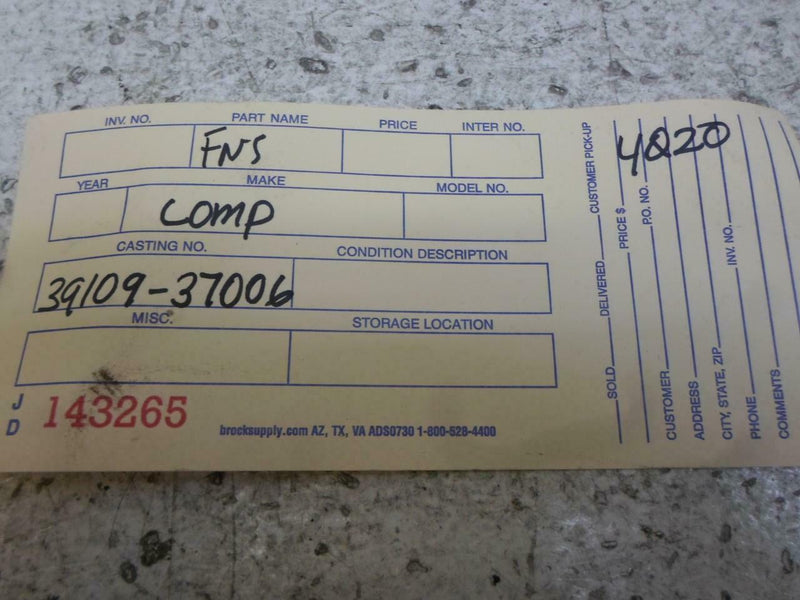 INV. NO. PART NAME PRICE INTER NO.
FNS
YEAR MAKE MODEL NO.
COMP
CASTING NO. CONDITION DESCRIPTION
39109-37006
MISC. STORAGE LOCATION
J
D
143265
brocksupply.com AZ, TX, VA ADS0730 1-800-528-4400
SOLD DELIVERED CUSTOMER PICK-UP
PRICE $
P.O. NO.
CUSTOMER
ADDRESS
CITY, STATE, ZIP
INV. NO.
PHONE
COMMENTS
4Q20